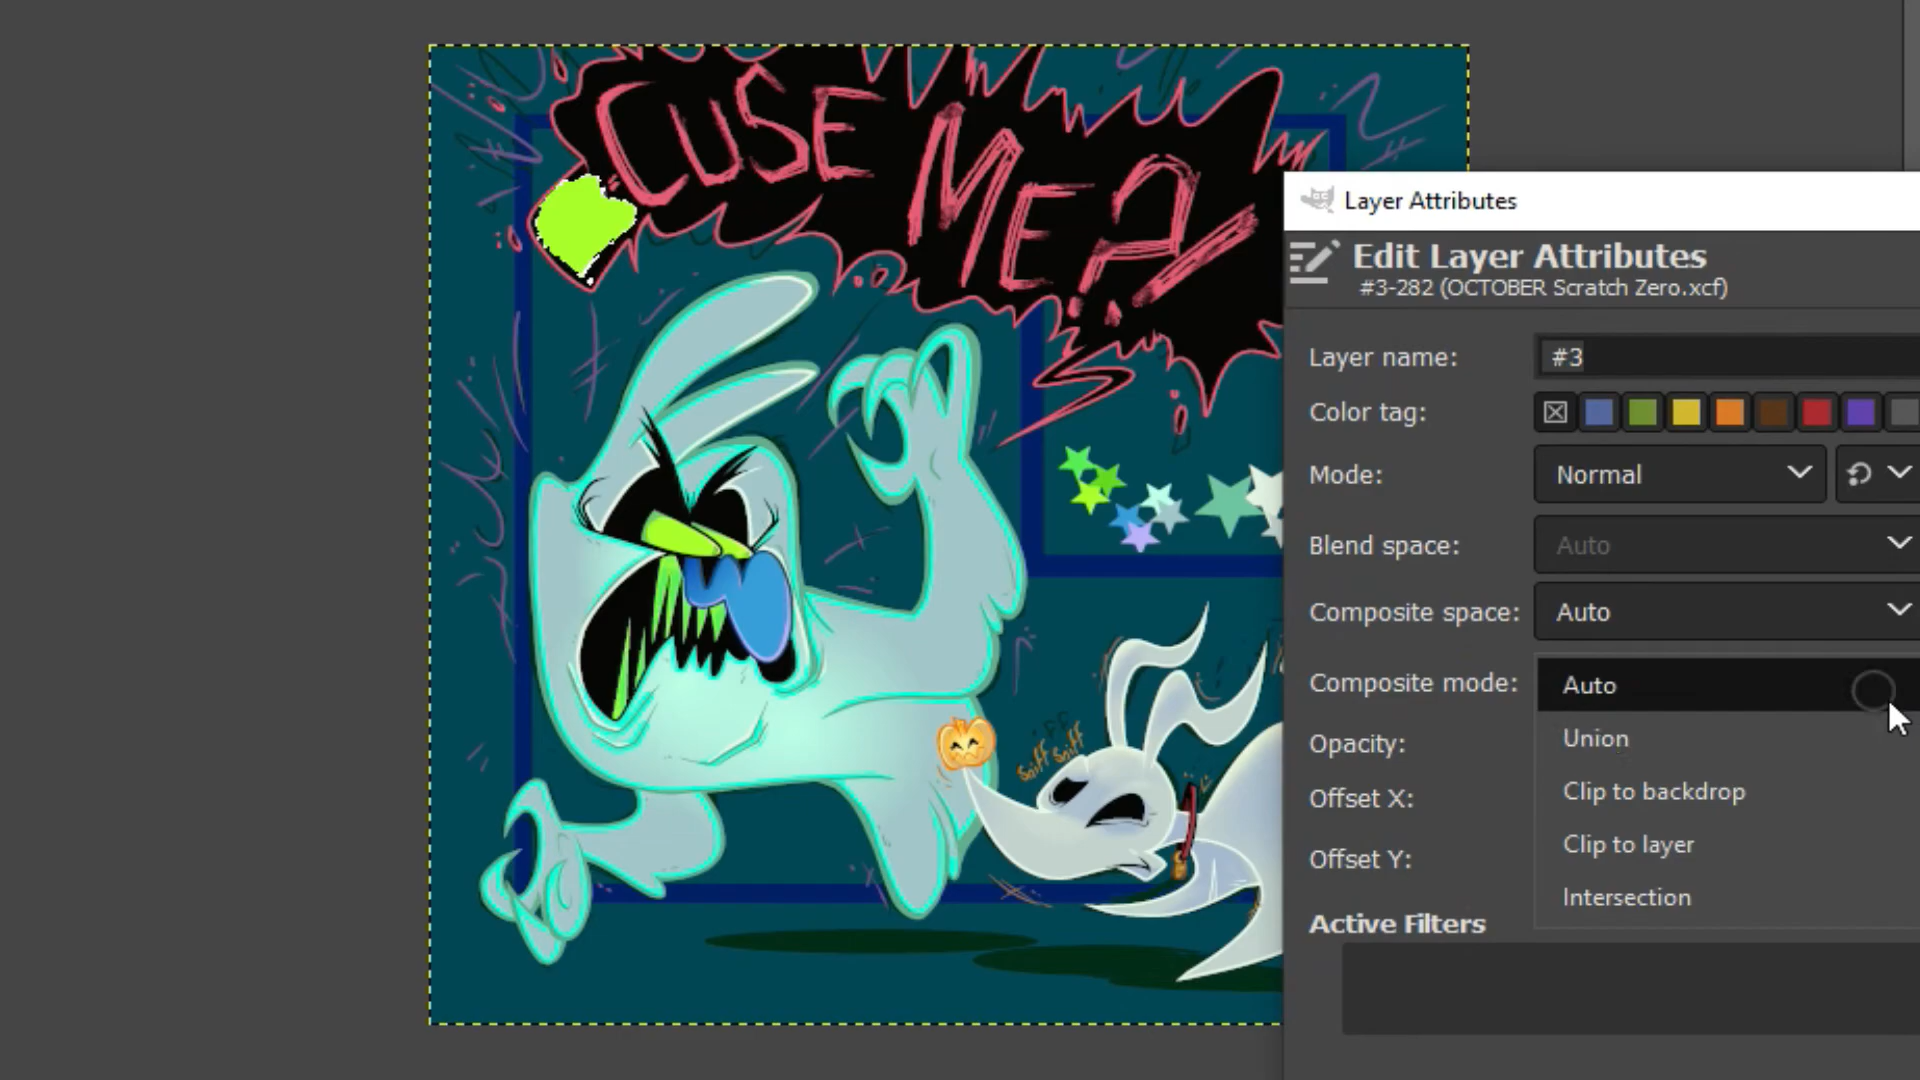 CUSE
ME?!
Sniff Sniff
Layer Attributes
Edit Layer Attributes
#3-282 (OCTOBER Scratch Zero.xcf)
Layer name:
#3
Color tag:
Mode:
Normal
Blend space:
Auto
Composite space:
Auto
Composite mode:
Auto
Union
Clip to backdrop
Clip to layer
Intersection
Opacity:
Offset X:
Offset Y:
Active Filters